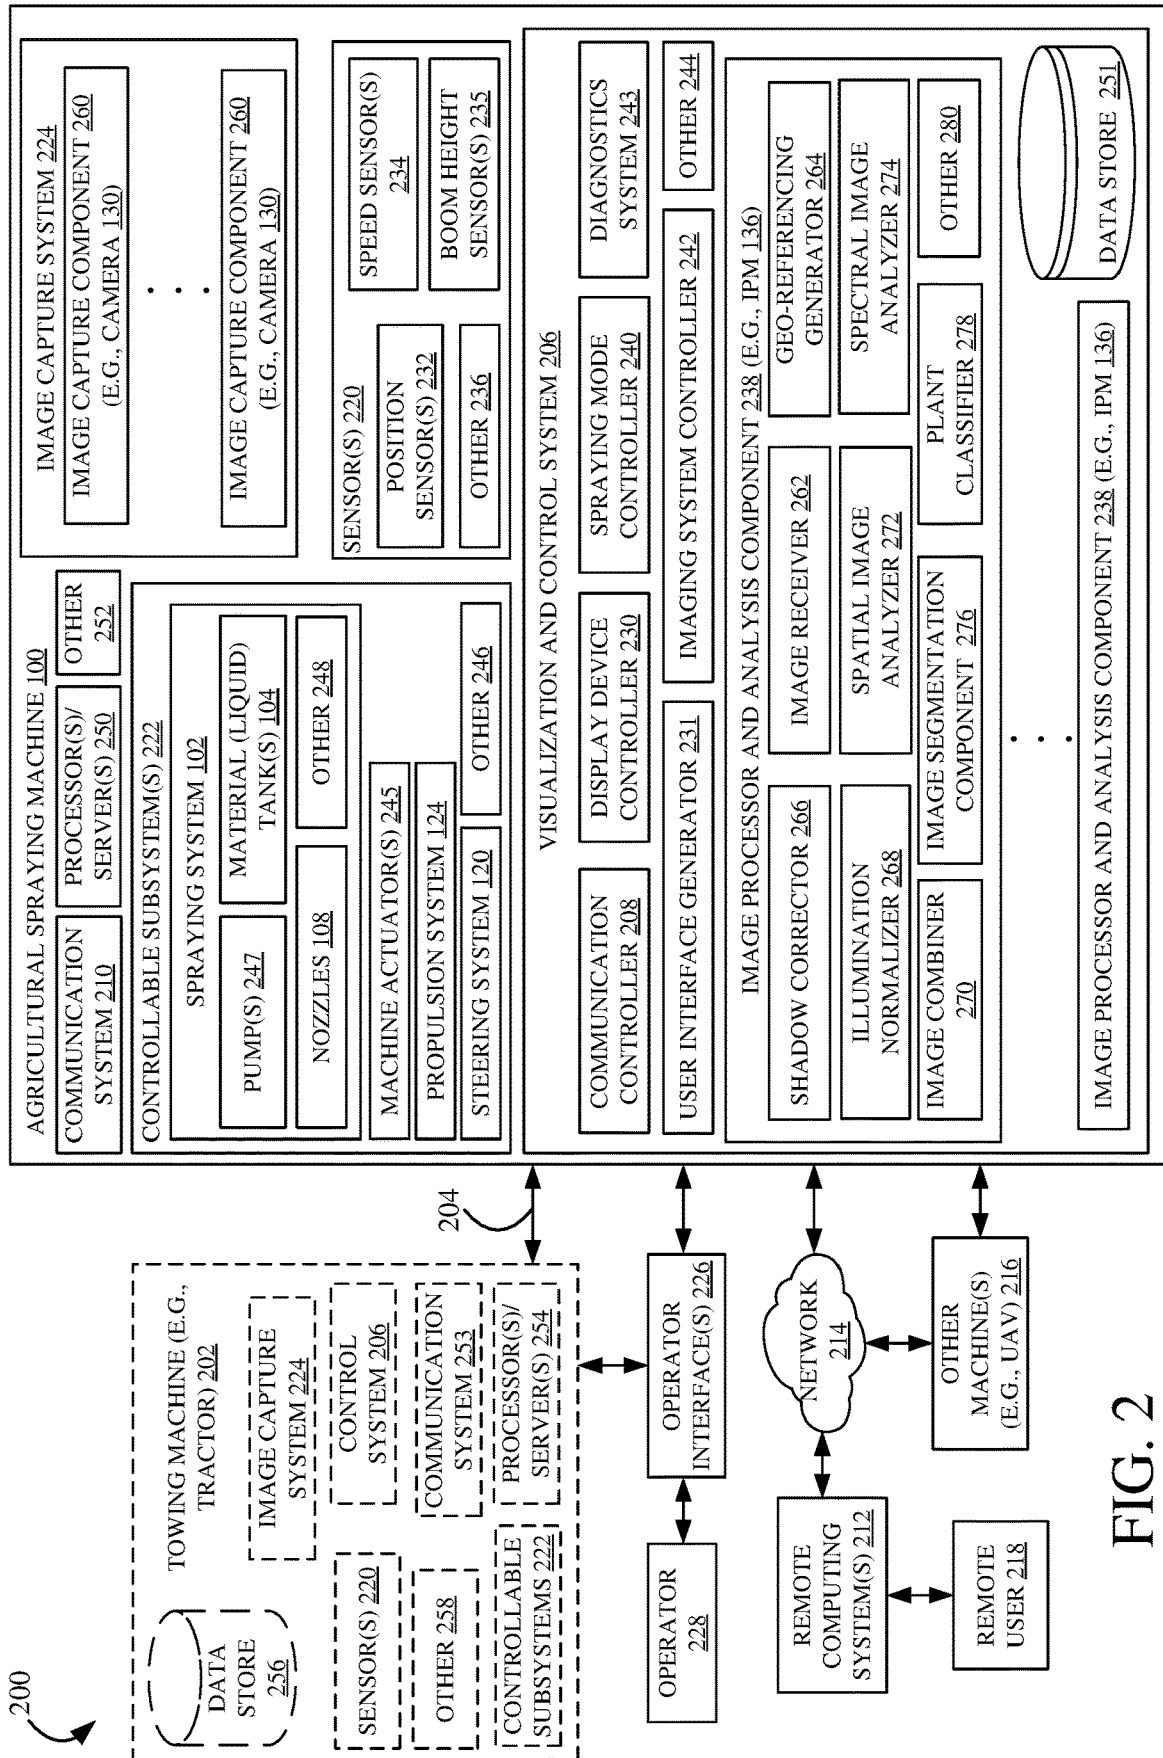 200
TOWING MACHINE (E.G.,
TRACTOR) 202
DATA
STORE
256
IMAGE CAPTURE
SYSTEM 224
SENSOR(S) 220
CONTROL
SYSTEM 206
OTHER 258
COMMUNICATION
SYSTEM 253
CONTROLLABLE
SUBSYSTEMS 222
PROCESSOR(S)/
SERVER(S) 254
204
OPERATOR
228
OPERATOR
INTERFACE(S) 226
REMOTE
COMPUTING
SYSTEM(S) 212
NETWORK
214
REMOTE
USER 218
OTHER
MACHINE(S)
(E.G., UAV) 216
AGRICULTURAL SPRAYING MACHINE 100
COMMUNICATION
SYSTEM 210
PROCESSOR(S)/
SERVER(S) 250
OTHER
252
CONTROLLABLE SUBSYSTEM(S) 222
SPRAYING SYSTEM 102
PUMP(S) 247
MATERIAL (LIQUID)
TANK(S) 104
NOZZLES 108
OTHER 248
MACHINE ACTUATOR(S) 245
PROPULSION SYSTEM 124
STEERING SYSTEM 120
OTHER 246
IMAGE CAPTURE SYSTEM 224
IMAGE CAPTURE COMPONENT 260
(E.G., CAMERA 130)
IMAGE CAPTURE COMPONENT 260
(E.G., CAMERA 130)
SENSOR(S) 220
POSITION
SENSOR(S) 232
SPEED SENSOR(S)
234
OTHER 236
BOOM HEIGHT
SENSOR(S) 235
VISUALIZATION AND CONTROL SYSTEM 206
COMMUNICATION
CONTROLLER 208
DISPLAY DEVICE
CONTROLLER 230
SPRAYING MODE
CONTROLLER 240
DIAGNOSTICS
SYSTEM 243
USER INTERFACE GENERATOR 231
IMAGING SYSTEM CONTROLLER 242
OTHER 244
IMAGE PROCESSOR AND ANALYSIS COMPONENT 238 (E.G., IPM 136)
SHADOW CORRECTOR 266
IMAGE RECEIVER 262
GEO-REFERENCING
GENERATOR 264
ILLUMINATION
NORMALIZER 268
SPATIAL IMAGE
ANALYZER 272
SPECTRAL IMAGE
ANALYZER 274
IMAGE COMBINER
270
IMAGE SEGMENTATION
COMPONENT 276
PLANT
CLASSIFIER 278
OTHER 280
IMAGE PROCESSOR AND ANALYSIS COMPONENT 238 (E.G., IPM 136)
DATA STORE 251
FIG. 2